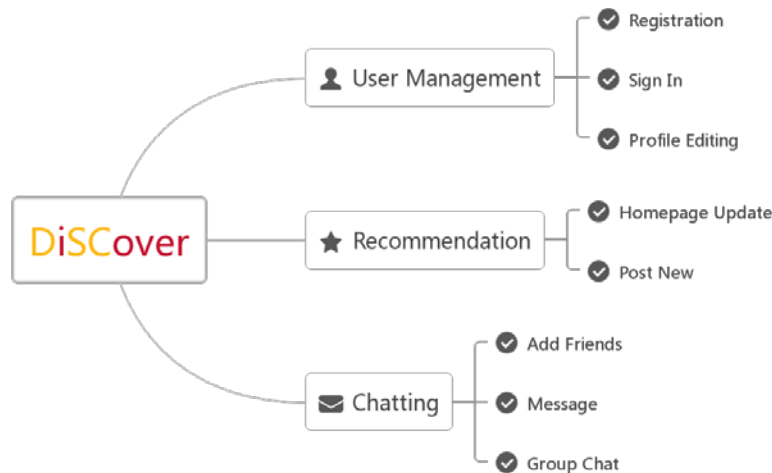 DiSCover
User Management
Registration
Sign In
Profile Editing
Recommendation
Homepage Update
Post New
Chatting
Add Friends
Message
Group Chat